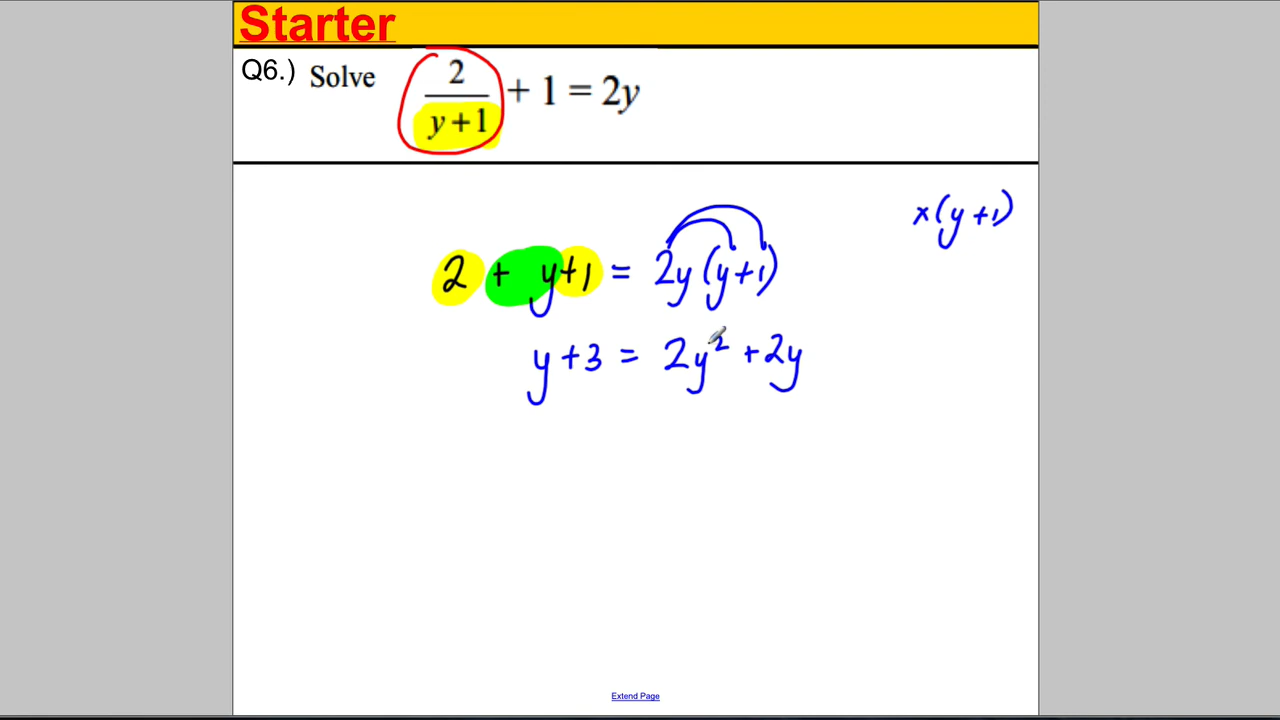 Starter
Q6.) Solve 2/(y+1) + 1 = 2y
×(y+1)
2 + y+1 = 2y(y+1)
y+3 = 2y² +2y
Extend Page